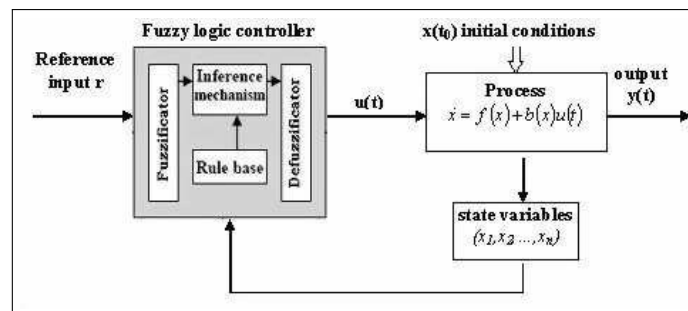 Fuzzy logic controller
x(t₀) initial conditions
Reference
input r
Fuzzificator
Inference
mechanism
Rule base
Defuzzificator
u(t)
Process
ẋ = f(x)+b(x)u(t)
output
y(t)
state variables
(x₁,x₂ ...,xₙ)